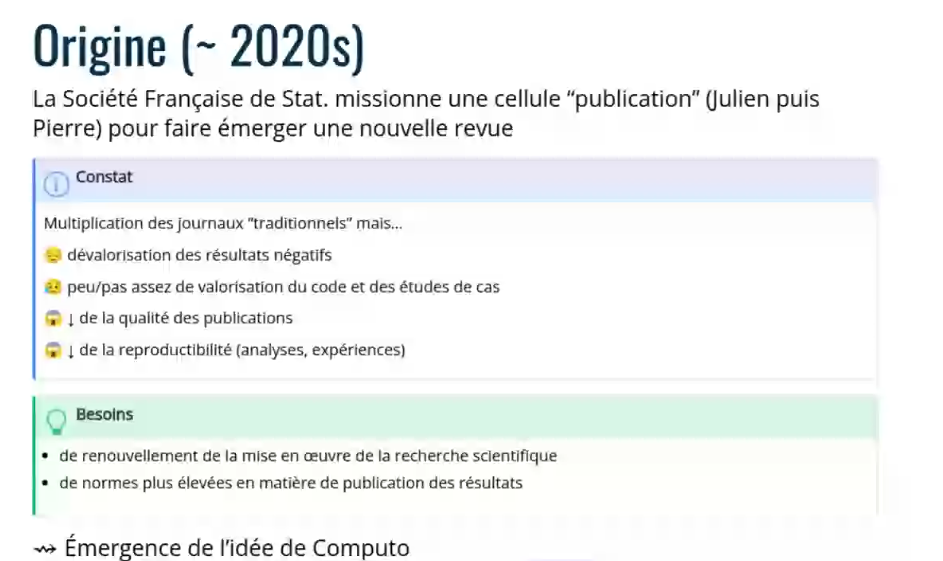 Origine (~ 2020s)
La Société Française de Stat. missionne une cellule “publication” (Julien puis
Pierre) pour faire émerger une nouvelle revue
Constat
Multiplication des journaux “traditionnels” mais…
😔 dévalorisation des résultats négatifs
😥 peu/pas assez de valorisation du code et des études de cas
😱 ↓ de la qualité des publications
😱 ↓ de la reproductibilité (analyses, expériences)
Besoins
• de renouvellement de la mise en œuvre de la recherche scientifique
• de normes plus élevées en matière de publication des résultats
⇝ Émergence de l’idée de Computo